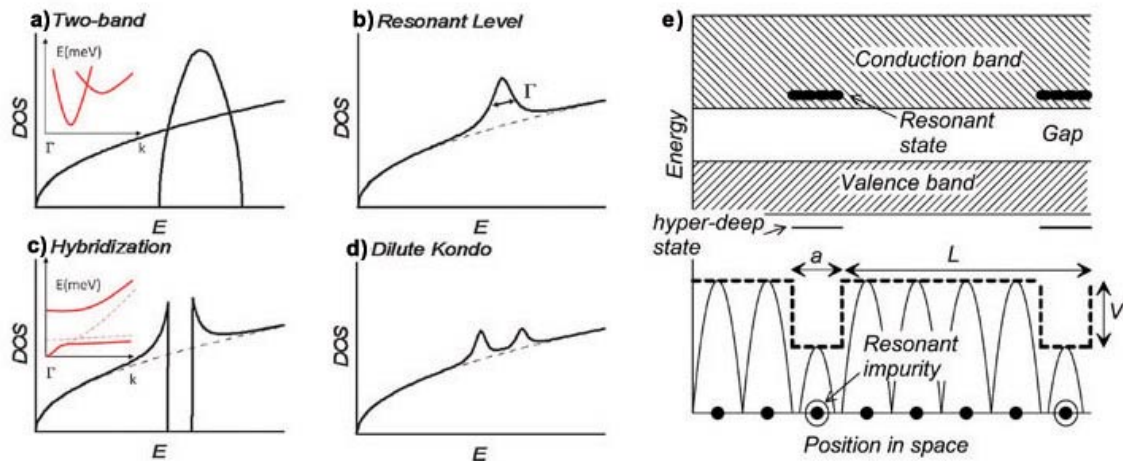 a) Two-band
E(meV)
Γ
k
DOS
E
b) Resonant Level
Γ
DOS
E
c) Hybridization
E(meV)
Γ
k
DOS
E
d) Dilute Kondo
DOS
E
e)
Conduction band
Resonant
state
Gap
Energy
Valence band
hyper-deep
state
a
L
V
Resonant
impurity
Position in space